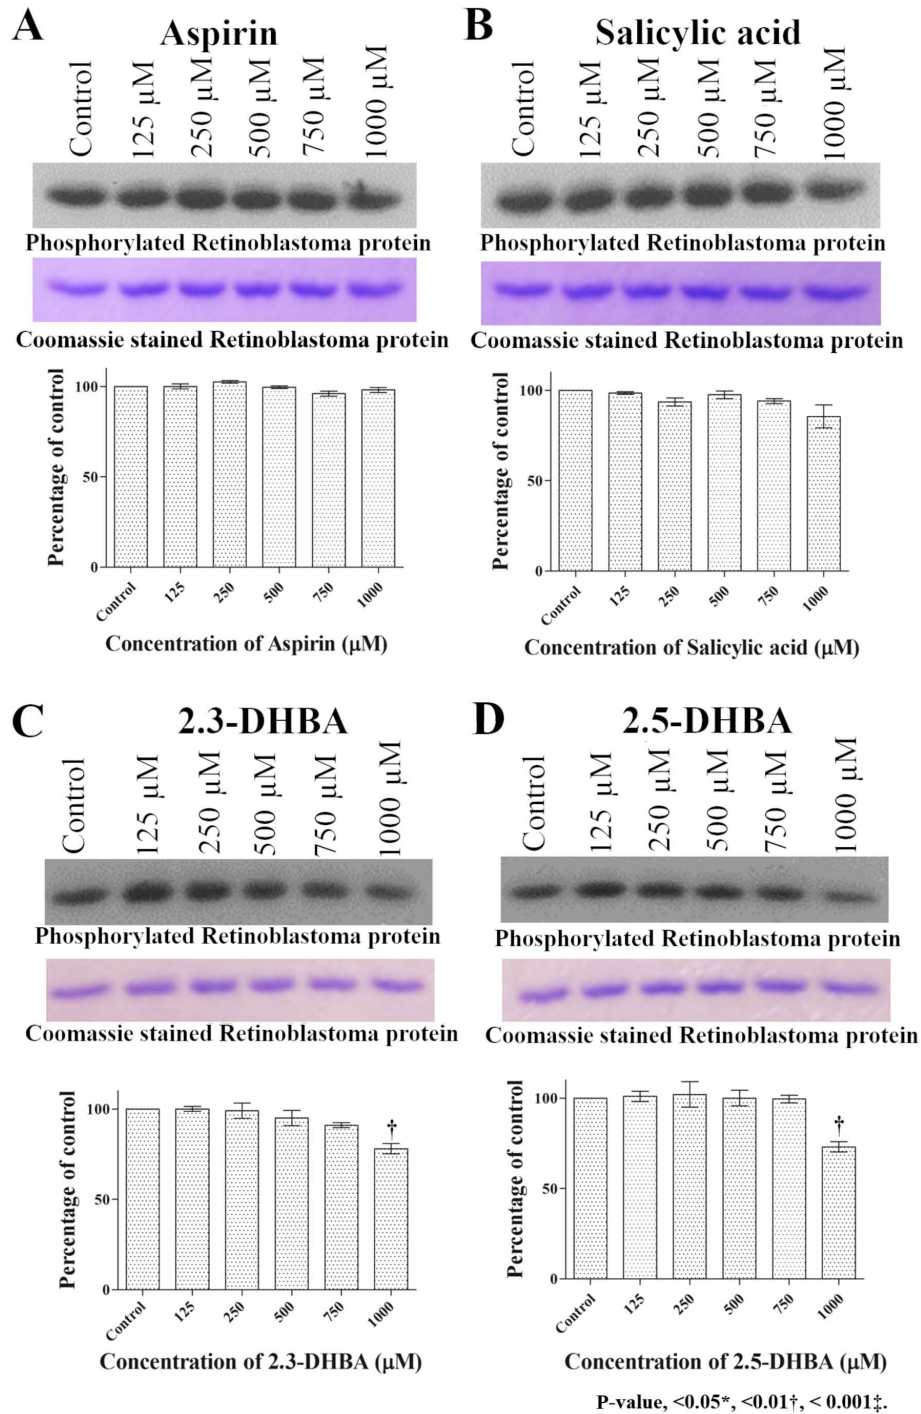 A
Aspirin
Control
125 µM
250 µM
500 µM
750 µM
1000 µM
Phosphorylated Retinoblastoma protein
Coomassie stained Retinoblastoma protein
Percentage of control
100
50
0
Control
125
250
500
750
1000
Concentration of Aspirin (µM)
B
Salicylic acid
Control
125 µM
250 µM
500 µM
750 µM
1000 µM
Phosphorylated Retinoblastoma protein
Coomassie stained Retinoblastoma protein
Percentage of control
100
50
0
Control
125
250
500
750
1000
Concentration of Salicylic acid (µM)
C
2.3-DHBA
Control
125 µM
250 µM
500 µM
750 µM
1000 µM
Phosphorylated Retinoblastoma protein
Coomassie stained Retinoblastoma protein
Percentage of control
100
50
0
†
Control
125
250
500
750
1000
Concentration of 2.3-DHBA (µM)
D
2.5-DHBA
Control
125 µM
250 µM
500 µM
750 µM
1000 µM
Phosphorylated Retinoblastoma protein
Coomassie stained Retinoblastoma protein
Percentage of control
100
50
0
†
Control
125
250
500
750
1000
Concentration of 2.5-DHBA (µM)
P-value, <0.05*, <0.01†, < 0.001‡.